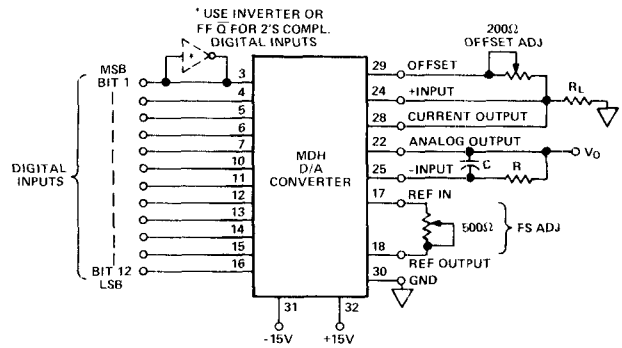 * USE INVERTER OR
FF Q̅ FOR 2'S COMPL.
DIGITAL INPUTS
200Ω
OFFSET ADJ
MSB
BIT 1
3
4
5
6
7
10
11
12
13
14
15
16
BIT 12
LSB
DIGITAL
INPUTS
*
MDH
D/A
CONVERTER
29 OFFSET
24 +INPUT
28 CURRENT OUTPUT
22 ANALOG OUTPUT
25 -INPUT
17 REF IN
18 REF OUTPUT
30 GND
RL
C
R
VO
500Ω
FS ADJ
31
32
-15V
+15V